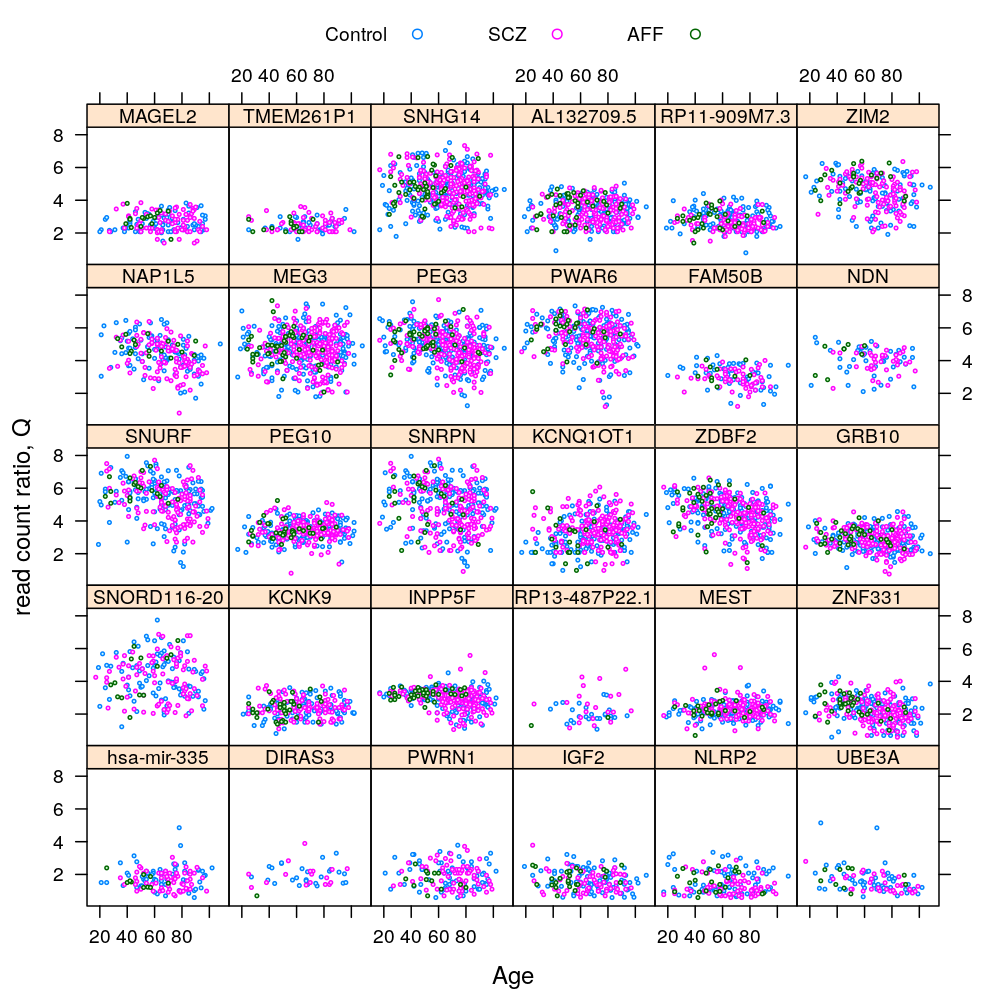 Control SCZ AFF
20 40 60 80 20 40 60 80 20 40 60 80
MAGEL2 TMEM261P1 SNHG14 AL132709.5 RP11-909M7.3 ZIM2
8
6
4
2
NAP1L5 MEG3 PEG3 PWAR6 FAM50B NDN
8
6
4
2
SNURF PEG10 SNRPN KCNQ1OT1 ZDBF2 GRB10
8
6
4
2
SNORD116-20 KCNK9 INPP5F RP13-487P22.1 MEST ZNF331
8
6
4
2
hsa-mir-335 DIRAS3 PWRN1 IGF2 NLRP2 UBE3A
8
6
4
2
20 40 60 80 20 40 60 80 20 40 60 80
read count ratio, Q
Age